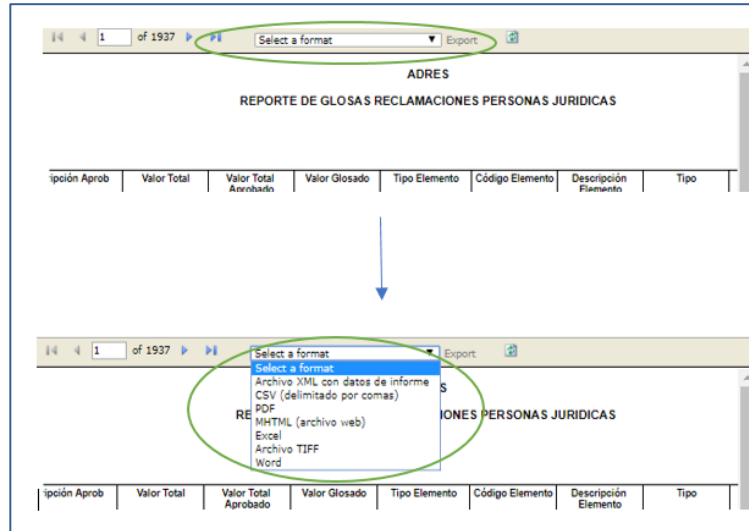 1 of 1937 Select a format Export
ADRES
REPORTE DE GLOSAS RECLAMACIONES PERSONAS JURIDICAS
ripción Aprob Valor Total Valor Total Aprobado Valor Glosado Tipo Elemento Código Elemento Descripción Elemento Tipo
1 of 1937 Select a format Export
Select a format
Archivo XML con datos de informe
S
CSV (delimitado por comas)
PDF
MHTML (archivo web)
RE IONES PERSONAS JURIDICAS
Excel
Archivo TIFF
Word
ipción Aprob Valor Total Valor Total Aprobado Valor Glosado Tipo Elemento Código Elemento Descripción Elemento Tipo